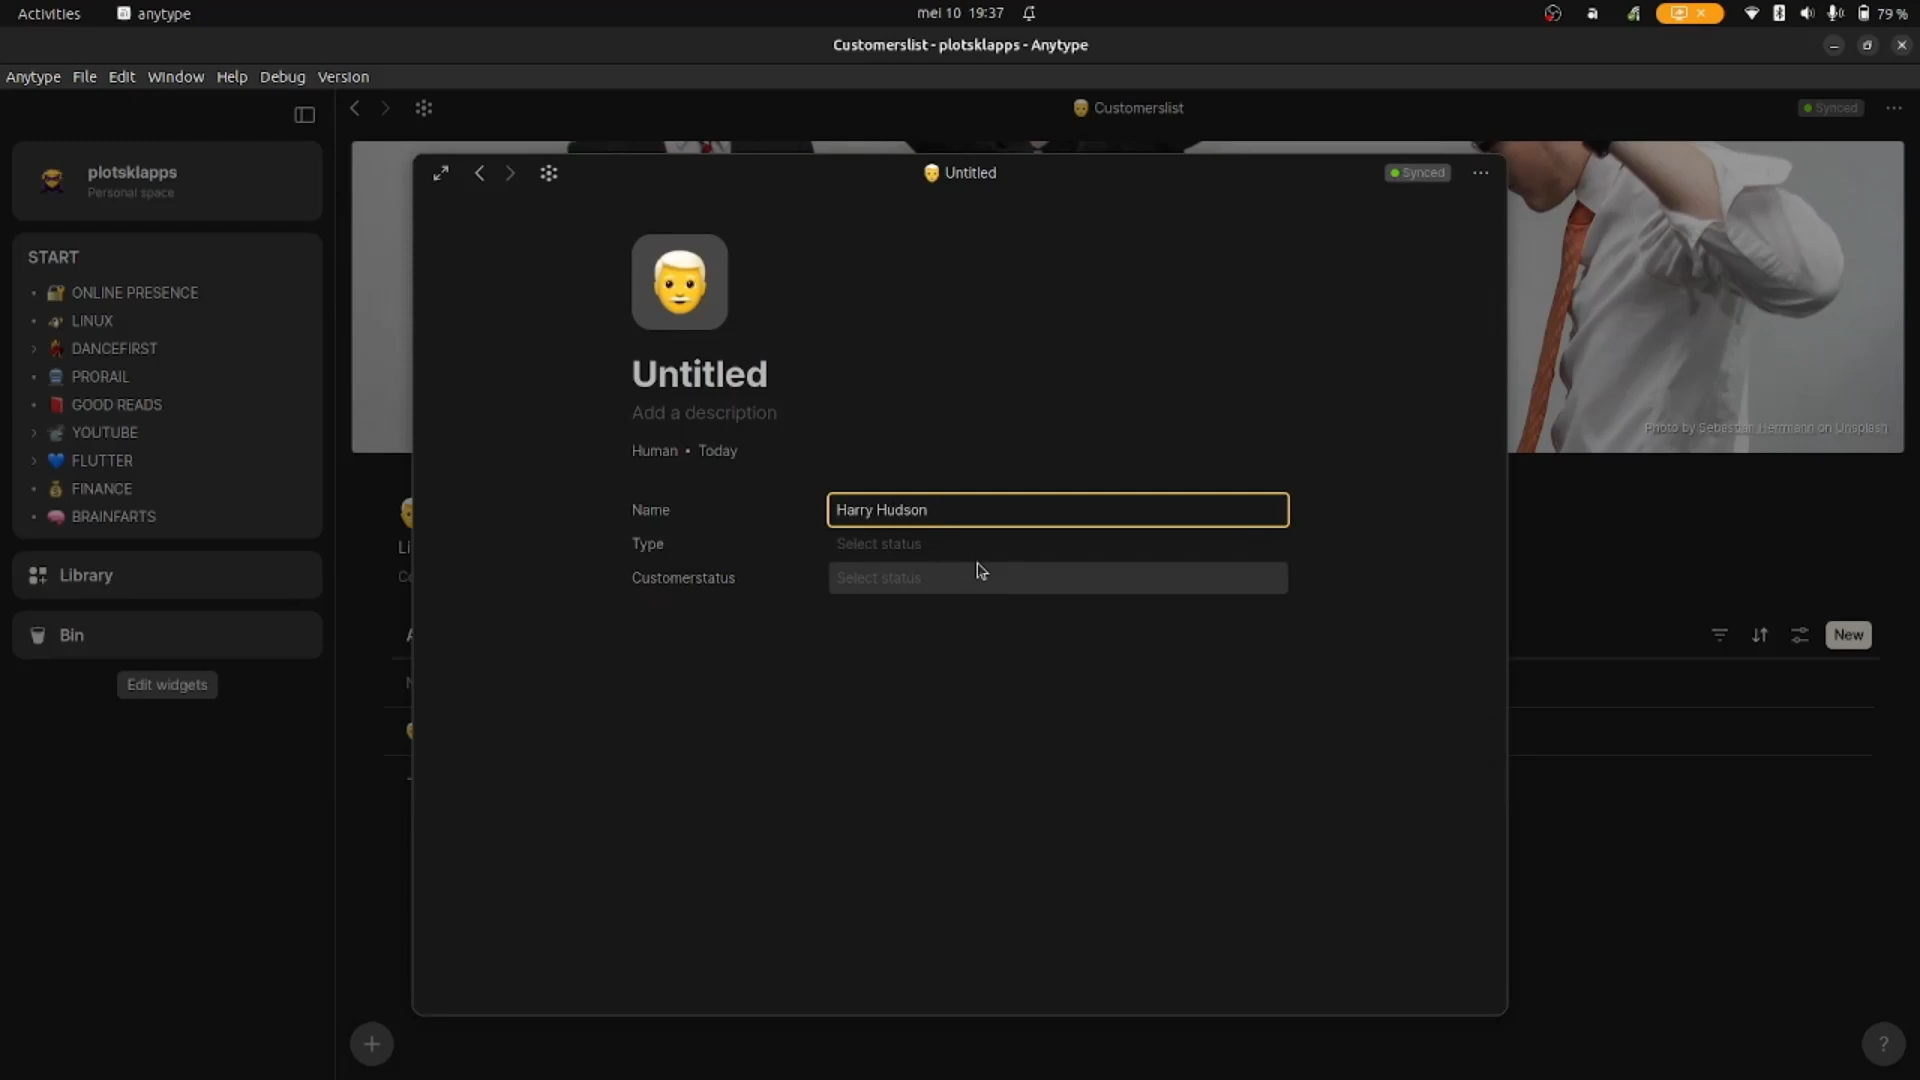 Activities
anytype
mei 10 19:37
79 %
Customerslist - plotsklapps - Anytype
Anytype File Edit Window Help Debug Version
Customerslist
Synced
plotsklapps
Personal space
START
ONLINE PRESENCE
LINUX
DANCEFIRST
PRORAIL
GOOD READS
YOUTUBE
FLUTTER
FINANCE
BRAINFARTS
Library
Bin
Edit widgets
Untitled
Synced
Untitled
Add a description
Human • Today
Name
Harry Hudson
Type
Select status
Customerstatus
Select status
Photo by Sebastian Herrmann on Unsplash
Li
New
?